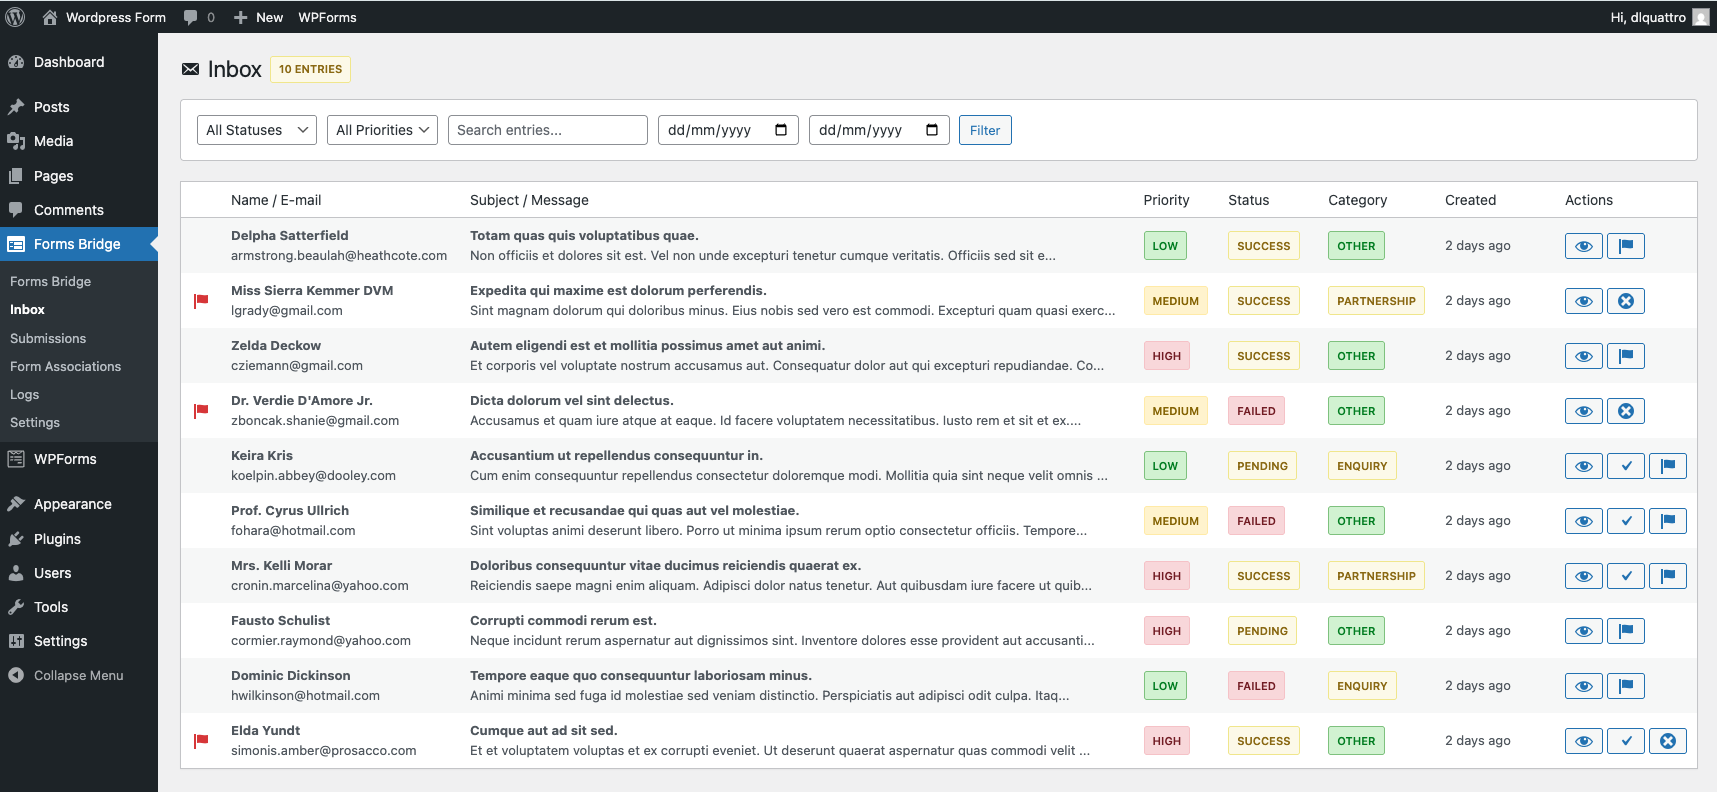 Wordpress Form 0 New WPForms Hi, dlquattro
Dashboard
Posts
Media
Pages
Comments
Forms Bridge
Forms Bridge
Inbox
Submissions
Form Associations
Logs
Settings
WPForms
Appearance
Plugins
Users
Tools
Settings
Collapse Menu
Inbox 10 ENTRIES
All Statuses All Priorities Search entries... dd/mm/yyyy dd/mm/yyyy Filter
Name / E-mail Subject / Message Priority Status Category Created Actions
Delpha Satterfield Totam quas quis voluptatibus quae.
armstrong.beaulah@heathcote.com Non officiis et dolores sit est. Vel non unde excepturi tenetur cumque veritatis. Officiis sed sit e... LOW SUCCESS OTHER 2 days ago
Miss Sierra Kemmer DVM Expedita qui maxime est dolorum perferendis.
lgrady@gmail.com Sint magnam dolorum qui doloribus minus. Eius nobis sed vero est commodi. Excepturi quam quasi exerc... MEDIUM SUCCESS PARTNERSHIP 2 days ago
Zelda Deckow Autem eligendi est et mollitia possimus amet aut animi.
cziemann@gmail.com Et corporis vel voluptate nostrum accusamus aut. Consequatur dolor aut qui excepturi repudiandae. Co... HIGH SUCCESS OTHER 2 days ago
Dr. Verdie D'Amore Jr. Dicta dolorum vel sint delectus.
zboncak.shanie@gmail.com Accusamus et quam iure atque at eaque. Id facere voluptatem necessitatibus. Iusto rem et sit et ex.... MEDIUM FAILED OTHER 2 days ago
Keira Kris Accusantium ut repellendus consequuntur in.
koelpin.abbey@dooley.com Cum enim consequuntur repellendus consectetur doloremque modi. Mollitia quia sint neque velit omnis ... LOW PENDING ENQUIRY 2 days ago
Prof. Cyrus Ullrich Similique et recusandae qui quas aut vel molestiae.
fohara@hotmail.com Sint voluptas animi deserunt libero. Porro ut minima ipsum rerum optio consectetur officiis. Tempore... MEDIUM FAILED OTHER 2 days ago
Mrs. Kelli Morar Doloribus consequuntur vitae ducimus reiciendis quaerat ex.
cronin.marcelina@yahoo.com Reiciendis saepe magni enim aliquam. Adipisci dolor natus tenetur. Aut quibusdam iure facere ut quib... HIGH SUCCESS PARTNERSHIP 2 days ago
Fausto Schulist Corrupti commodi rerum est.
cormier.raymond@yahoo.com Neque incidunt rerum aspernatur aut dignissimos sint. Inventore dolores esse provident aut accusanti... HIGH PENDING OTHER 2 days ago
Dominic Dickinson Tempore eaque quo consequuntur laboriosam minus.
hwilkinson@hotmail.com Animi minima sed fuga id molestiae sed veniam distinctio. Perspiciatis aut adipisci odit culpa. Itaq... LOW FAILED ENQUIRY 2 days ago
Elda Yundt Cumque aut ad sit sed.
simonis.amber@prosacco.com Et et voluptatem voluptas et ex corrupti eveniet. Ut deserunt quaerat aspernatur quas commodi velit ... HIGH SUCCESS OTHER 2 days ago